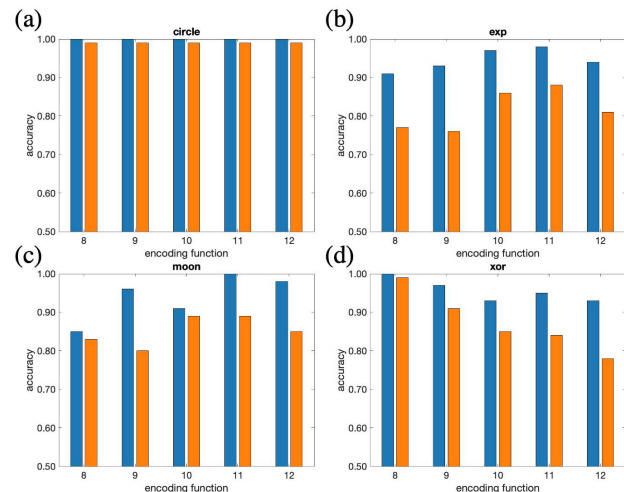 (a)
circle
1.00
0.90
0.80
0.70
0.60
0.50
accuracy
8 9 10 11 12
encoding function
(b)
exp
1.00
0.90
0.80
0.70
0.60
0.50
accuracy
8 9 10 11 12
encoding function
(c)
moon
1.00
0.90
0.80
0.70
0.60
0.50
accuracy
8 9 10 11 12
encoding function
(d)
xor
1.00
0.90
0.80
0.70
0.60
0.50
accuracy
8 9 10 11 12
encoding function